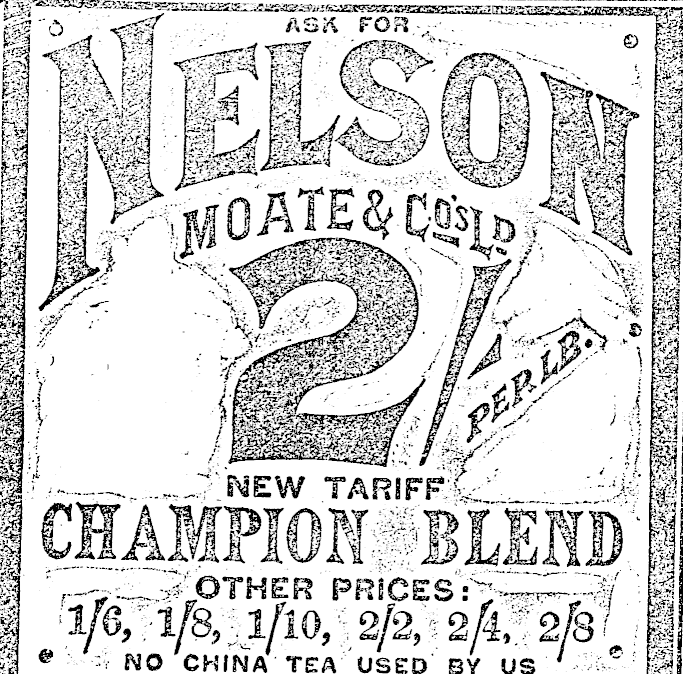 ASK FOR
NELSON
MOATE & Co's LD
2/-
PER LB.
NEW TARIFF
CHAMPION BLEND
OTHER PRICES:
1/6, 1/8, 1/10, 2/2, 2/4, 2/8
NO CHINA TEA USED BY US